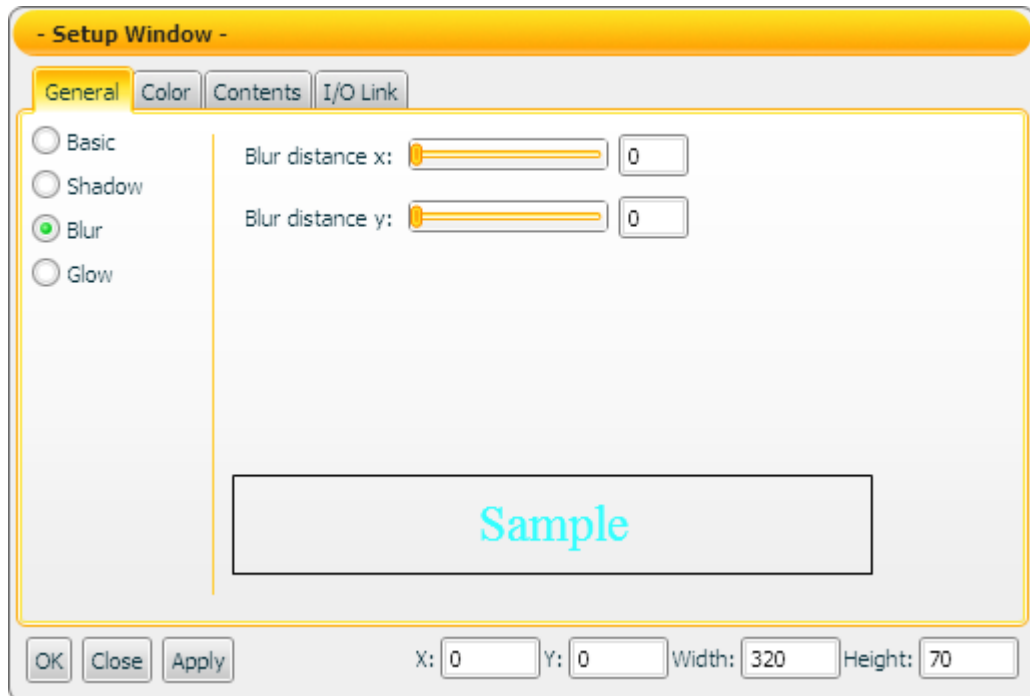 - Setup Window -
General Color Contents I/O Link
Basic
Shadow
Blur
Glow
Blur distance x: 0
Blur distance y: 0
Sample
OK Close Apply X: 0 Y: 0 Width: 320 Height: 70